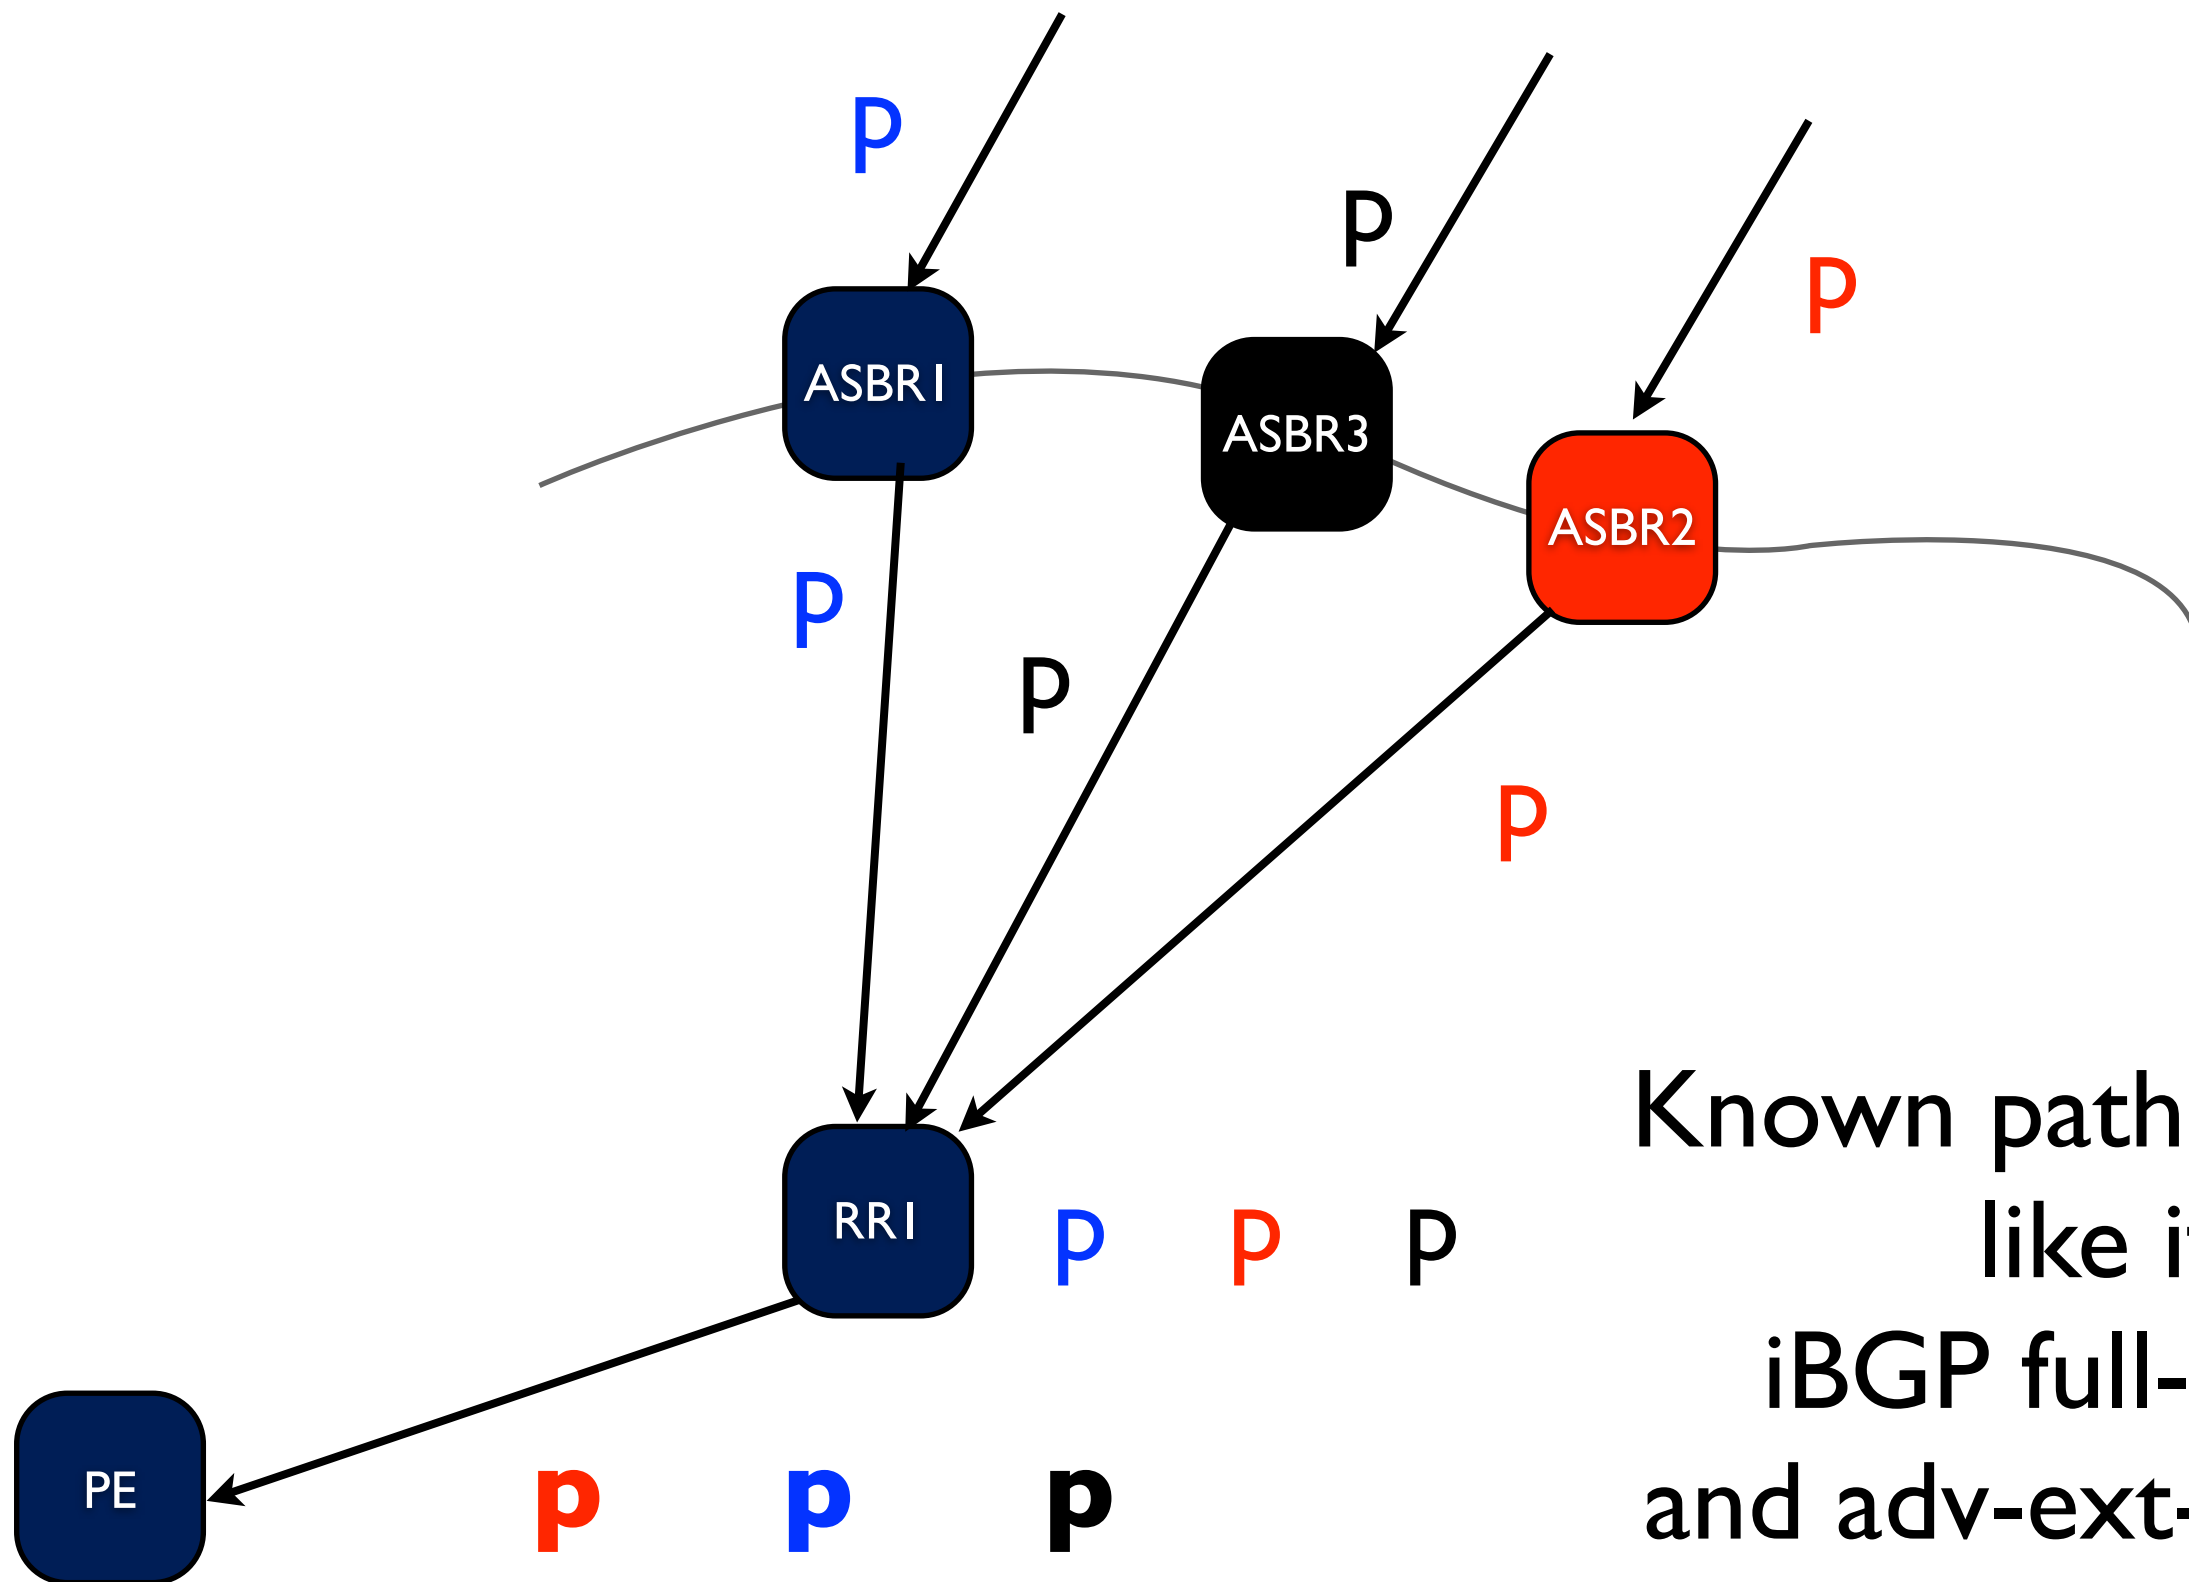 p
p
p
ASBR1
ASBR3
ASBR2
p
p
p
Known path
like
RR1
p p p
iBGP full-
PE
p p p
and adv-ext-